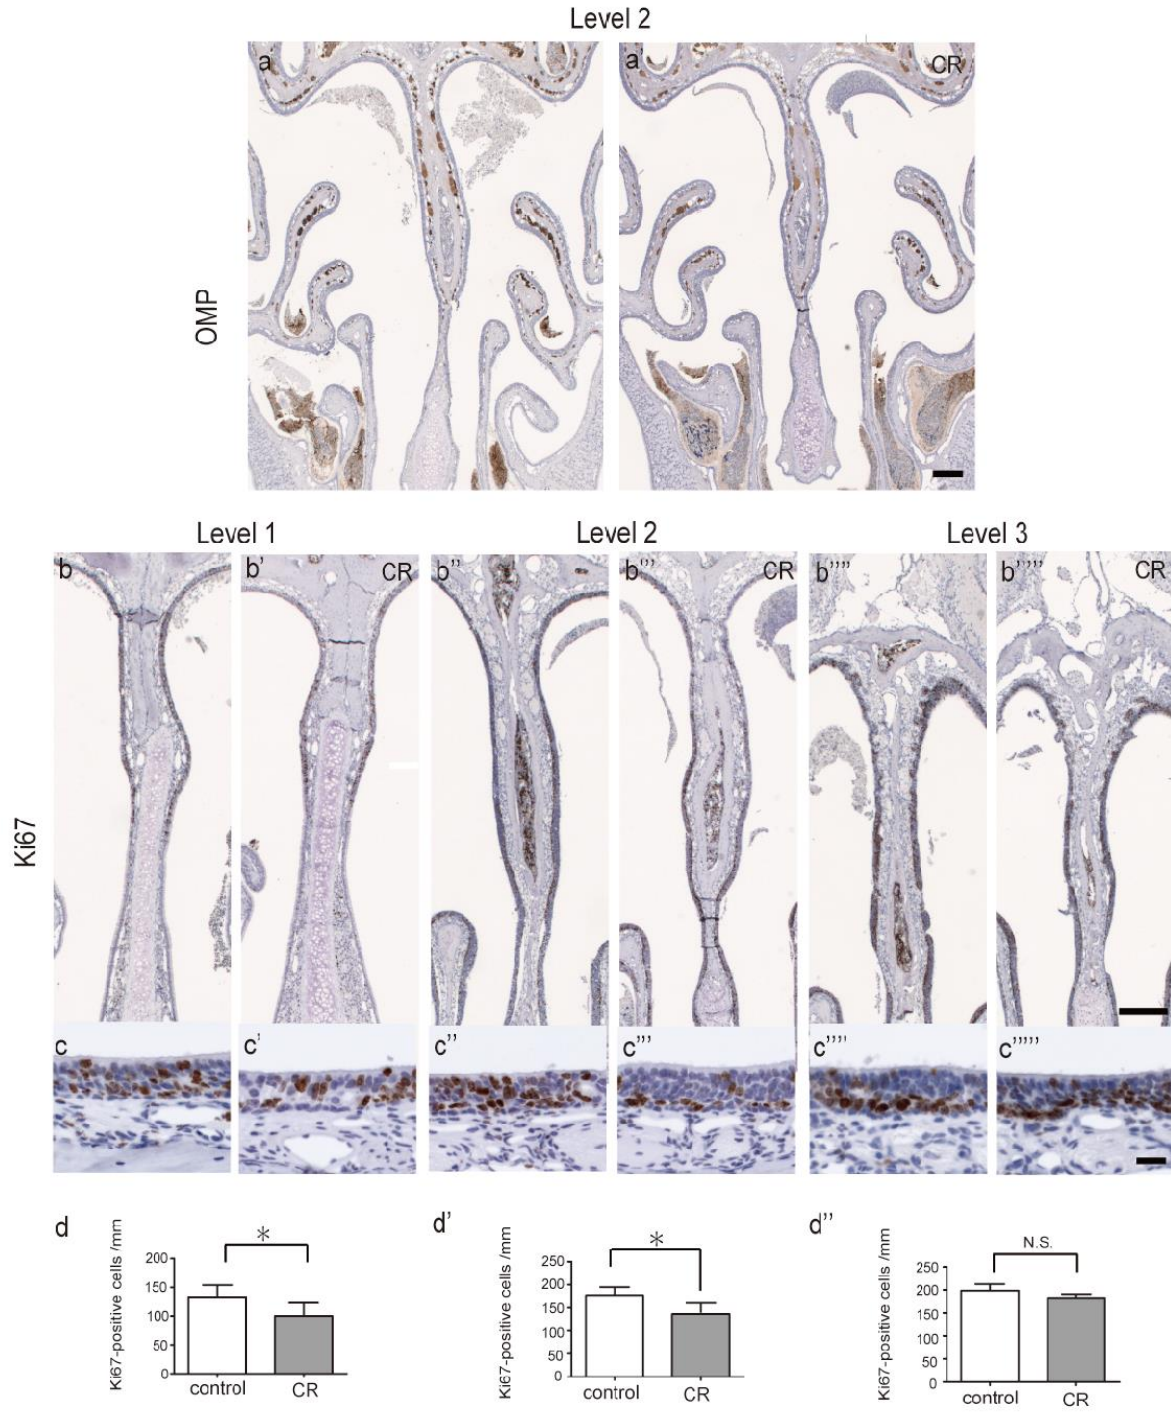 Level 2
a
a
CR
OMP
Level 1
Level 2
Level 3
b
b'
CR
b''
b'''
CR
b''''
b'''''
CR
Ki67
c
c'
c''
c'''
c''''
c'''''
d
Ki67-positive cells /mm
200
150
100
50
0
*
control
CR
d'
Ki67-positive cells /mm
250
200
150
100
50
0
*
control
CR
d''
Ki67-positive cells /mm
250
200
150
100
50
0
N.S.
control
CR